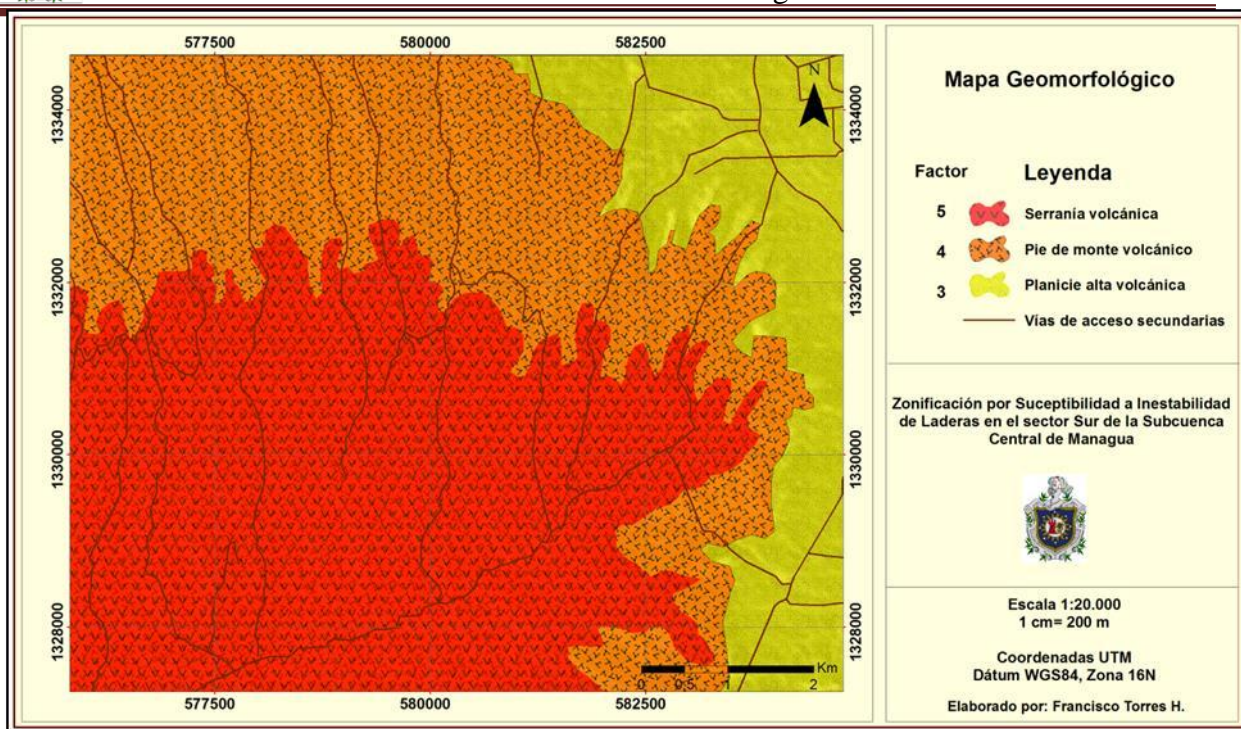 577500 580000 582500
1334000 1334000
1332000 1332000
1330000 1330000
1328000 1328000
N
Km
0 0.5 1 2
577500 580000 582500
Mapa Geomorfológico
Factor Leyenda
5 Serranía volcánica
4 Pie de monte volcánico
3 Planicie alta volcánica
Vías de acceso secundarias
Zonificación por Suceptibilidad a Inestabilidad
de Laderas en el sector Sur de la Subcuenca
Central de Managua
Escala 1:20.000
1 cm= 200 m
Coordenadas UTM
Dátum WGS84, Zona 16N
Elaborado por: Francisco Torres H.